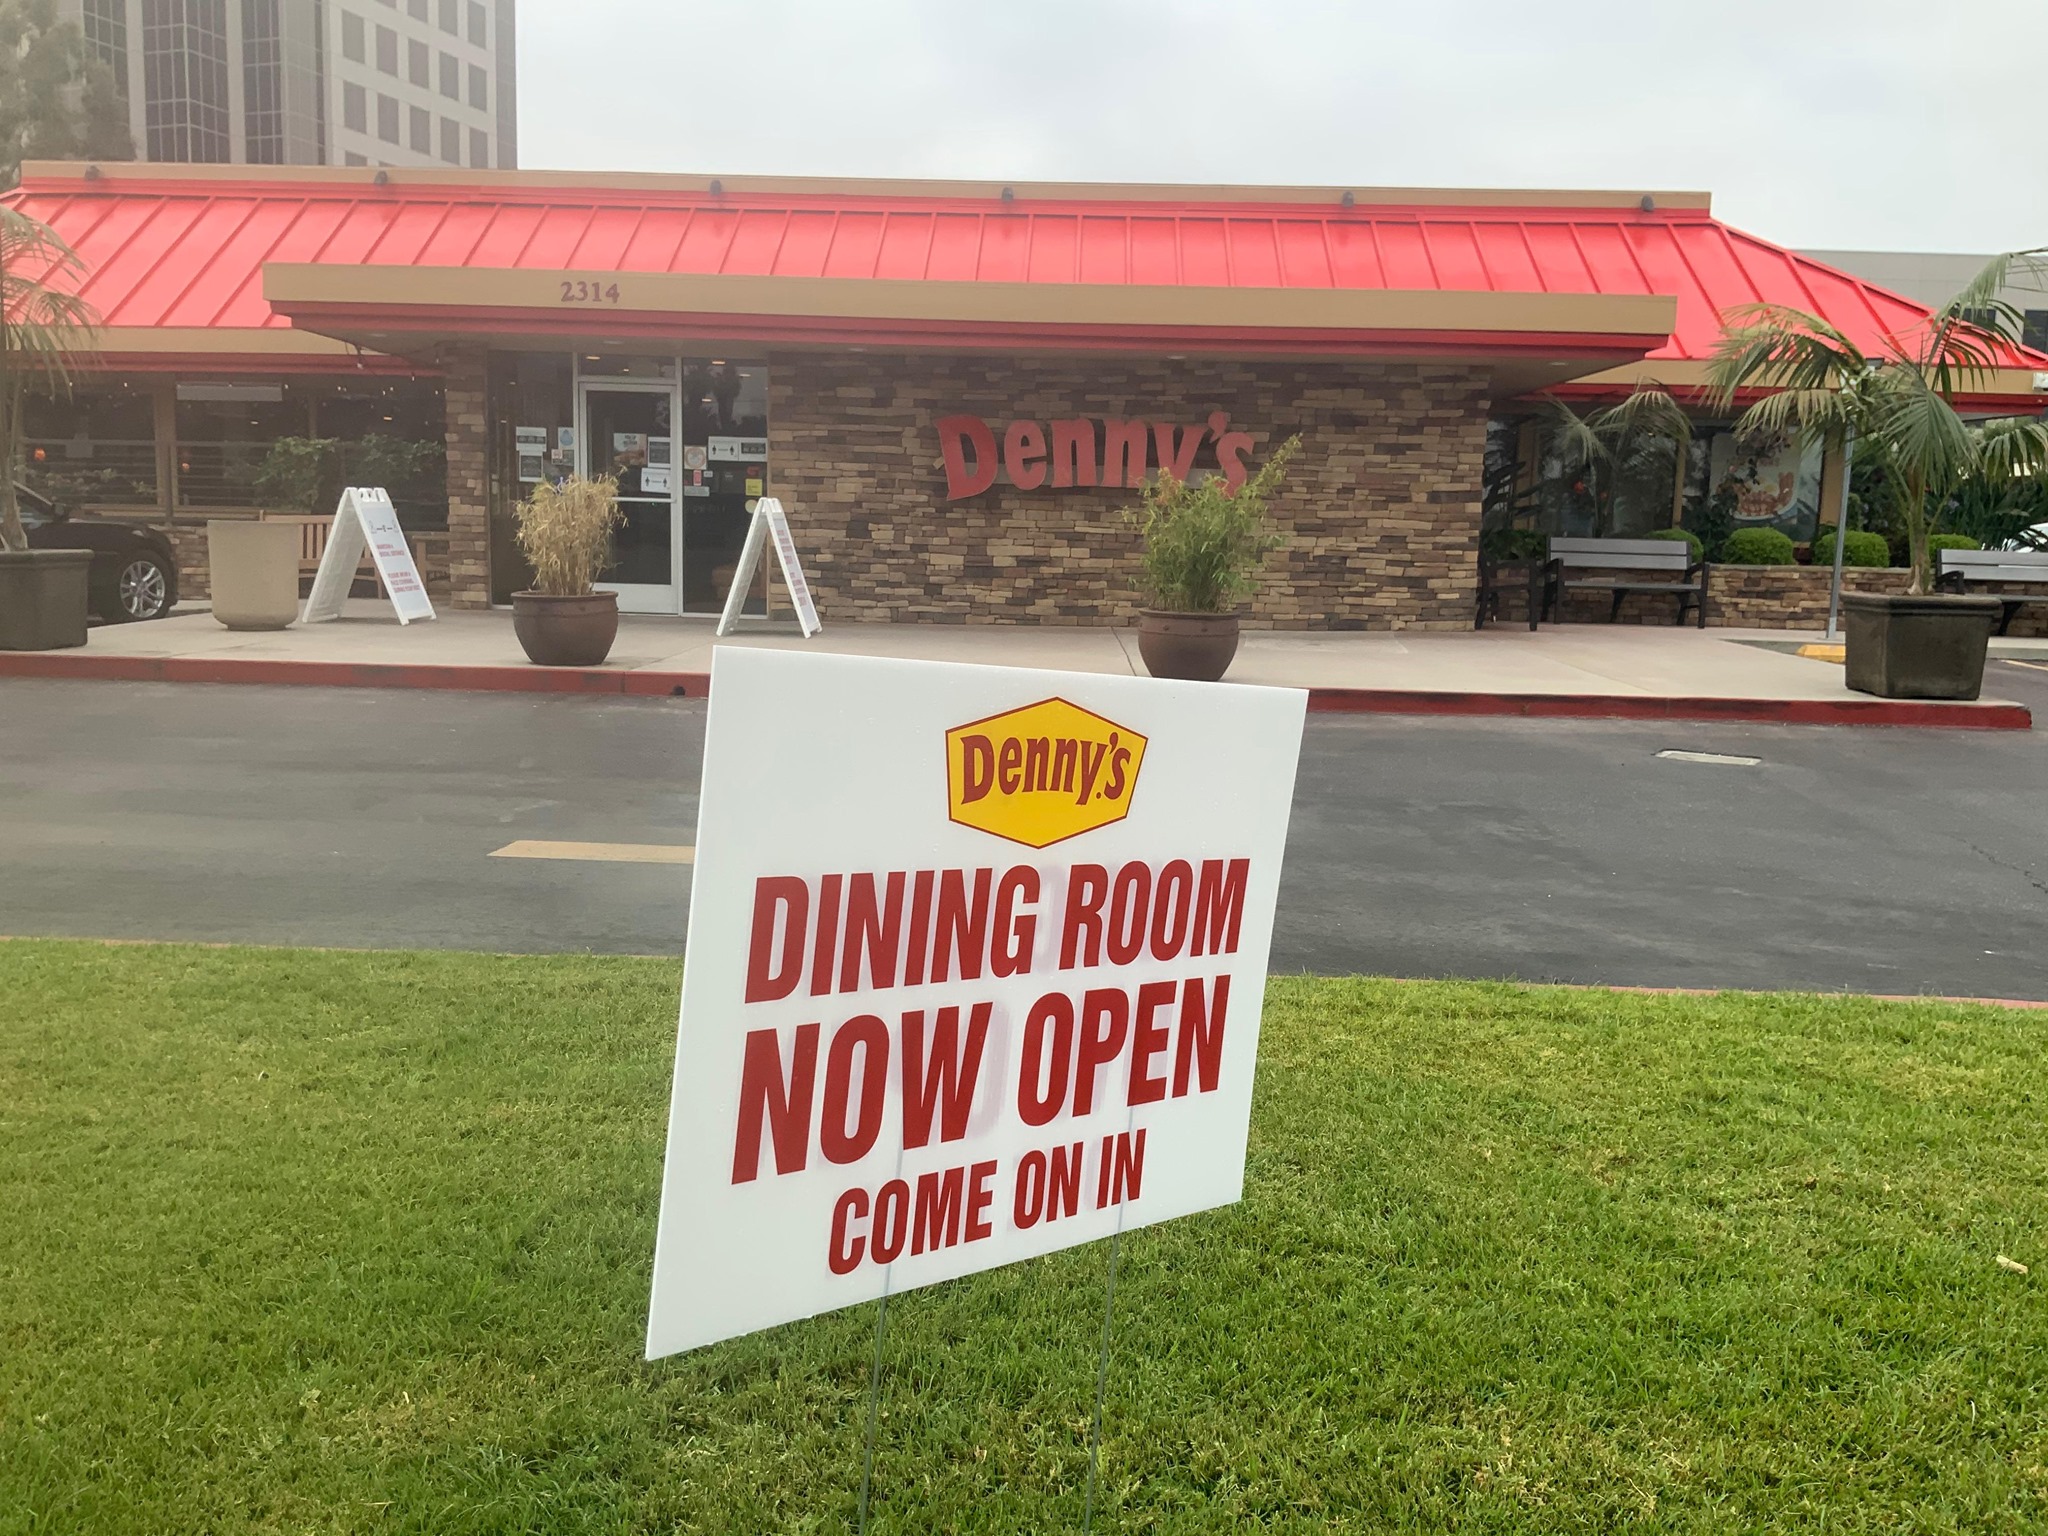 2314
Denny's
Denny's
DINING ROOM
NOW OPEN
COME ON IN